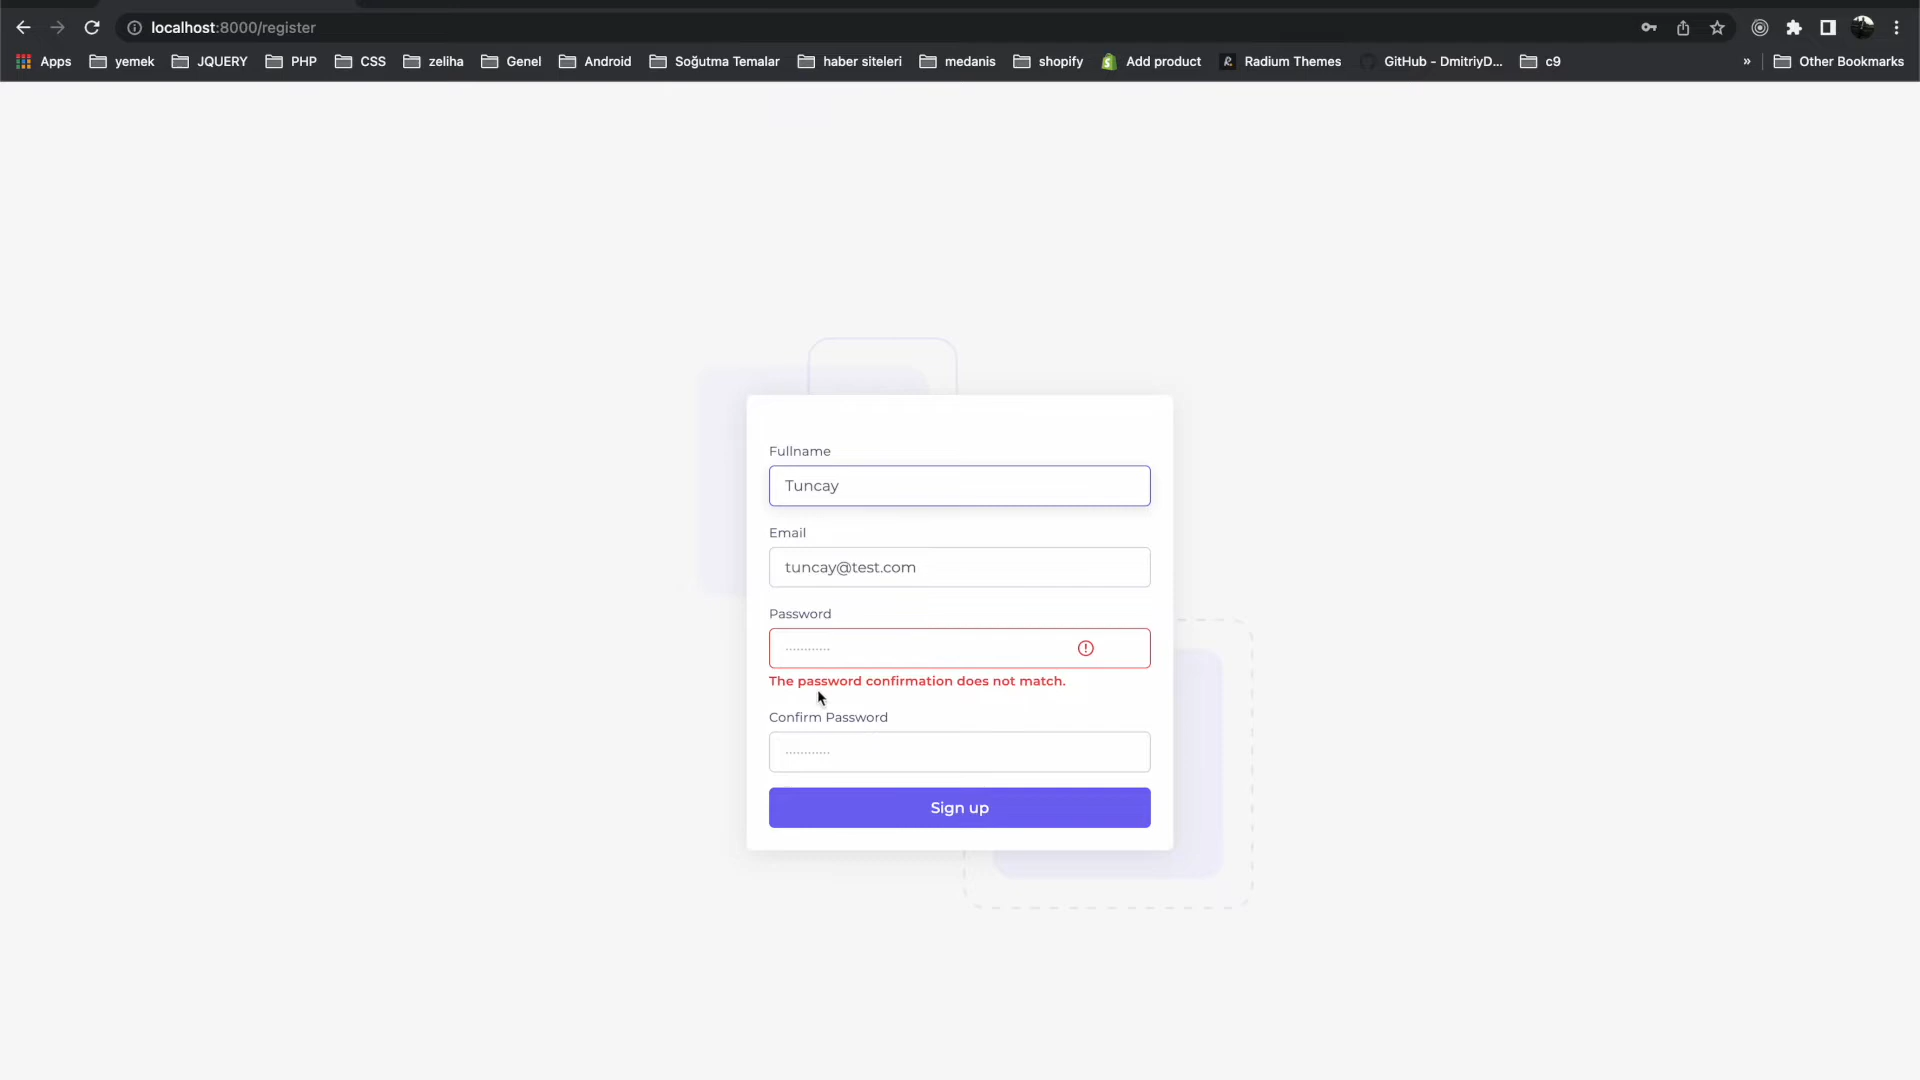 localhost:8000/register
Apps yemek JQUERY PHP CSS zeliha Genel Android Soğutma Temalar haber siteleri medanis shopify Add product Radium Themes GitHub - DmitriyD... c9 » Other Bookmarks
Fullname
Tuncay
Email
tuncay@test.com
Password
············
The password confirmation does not match.
Confirm Password
············
Sign up